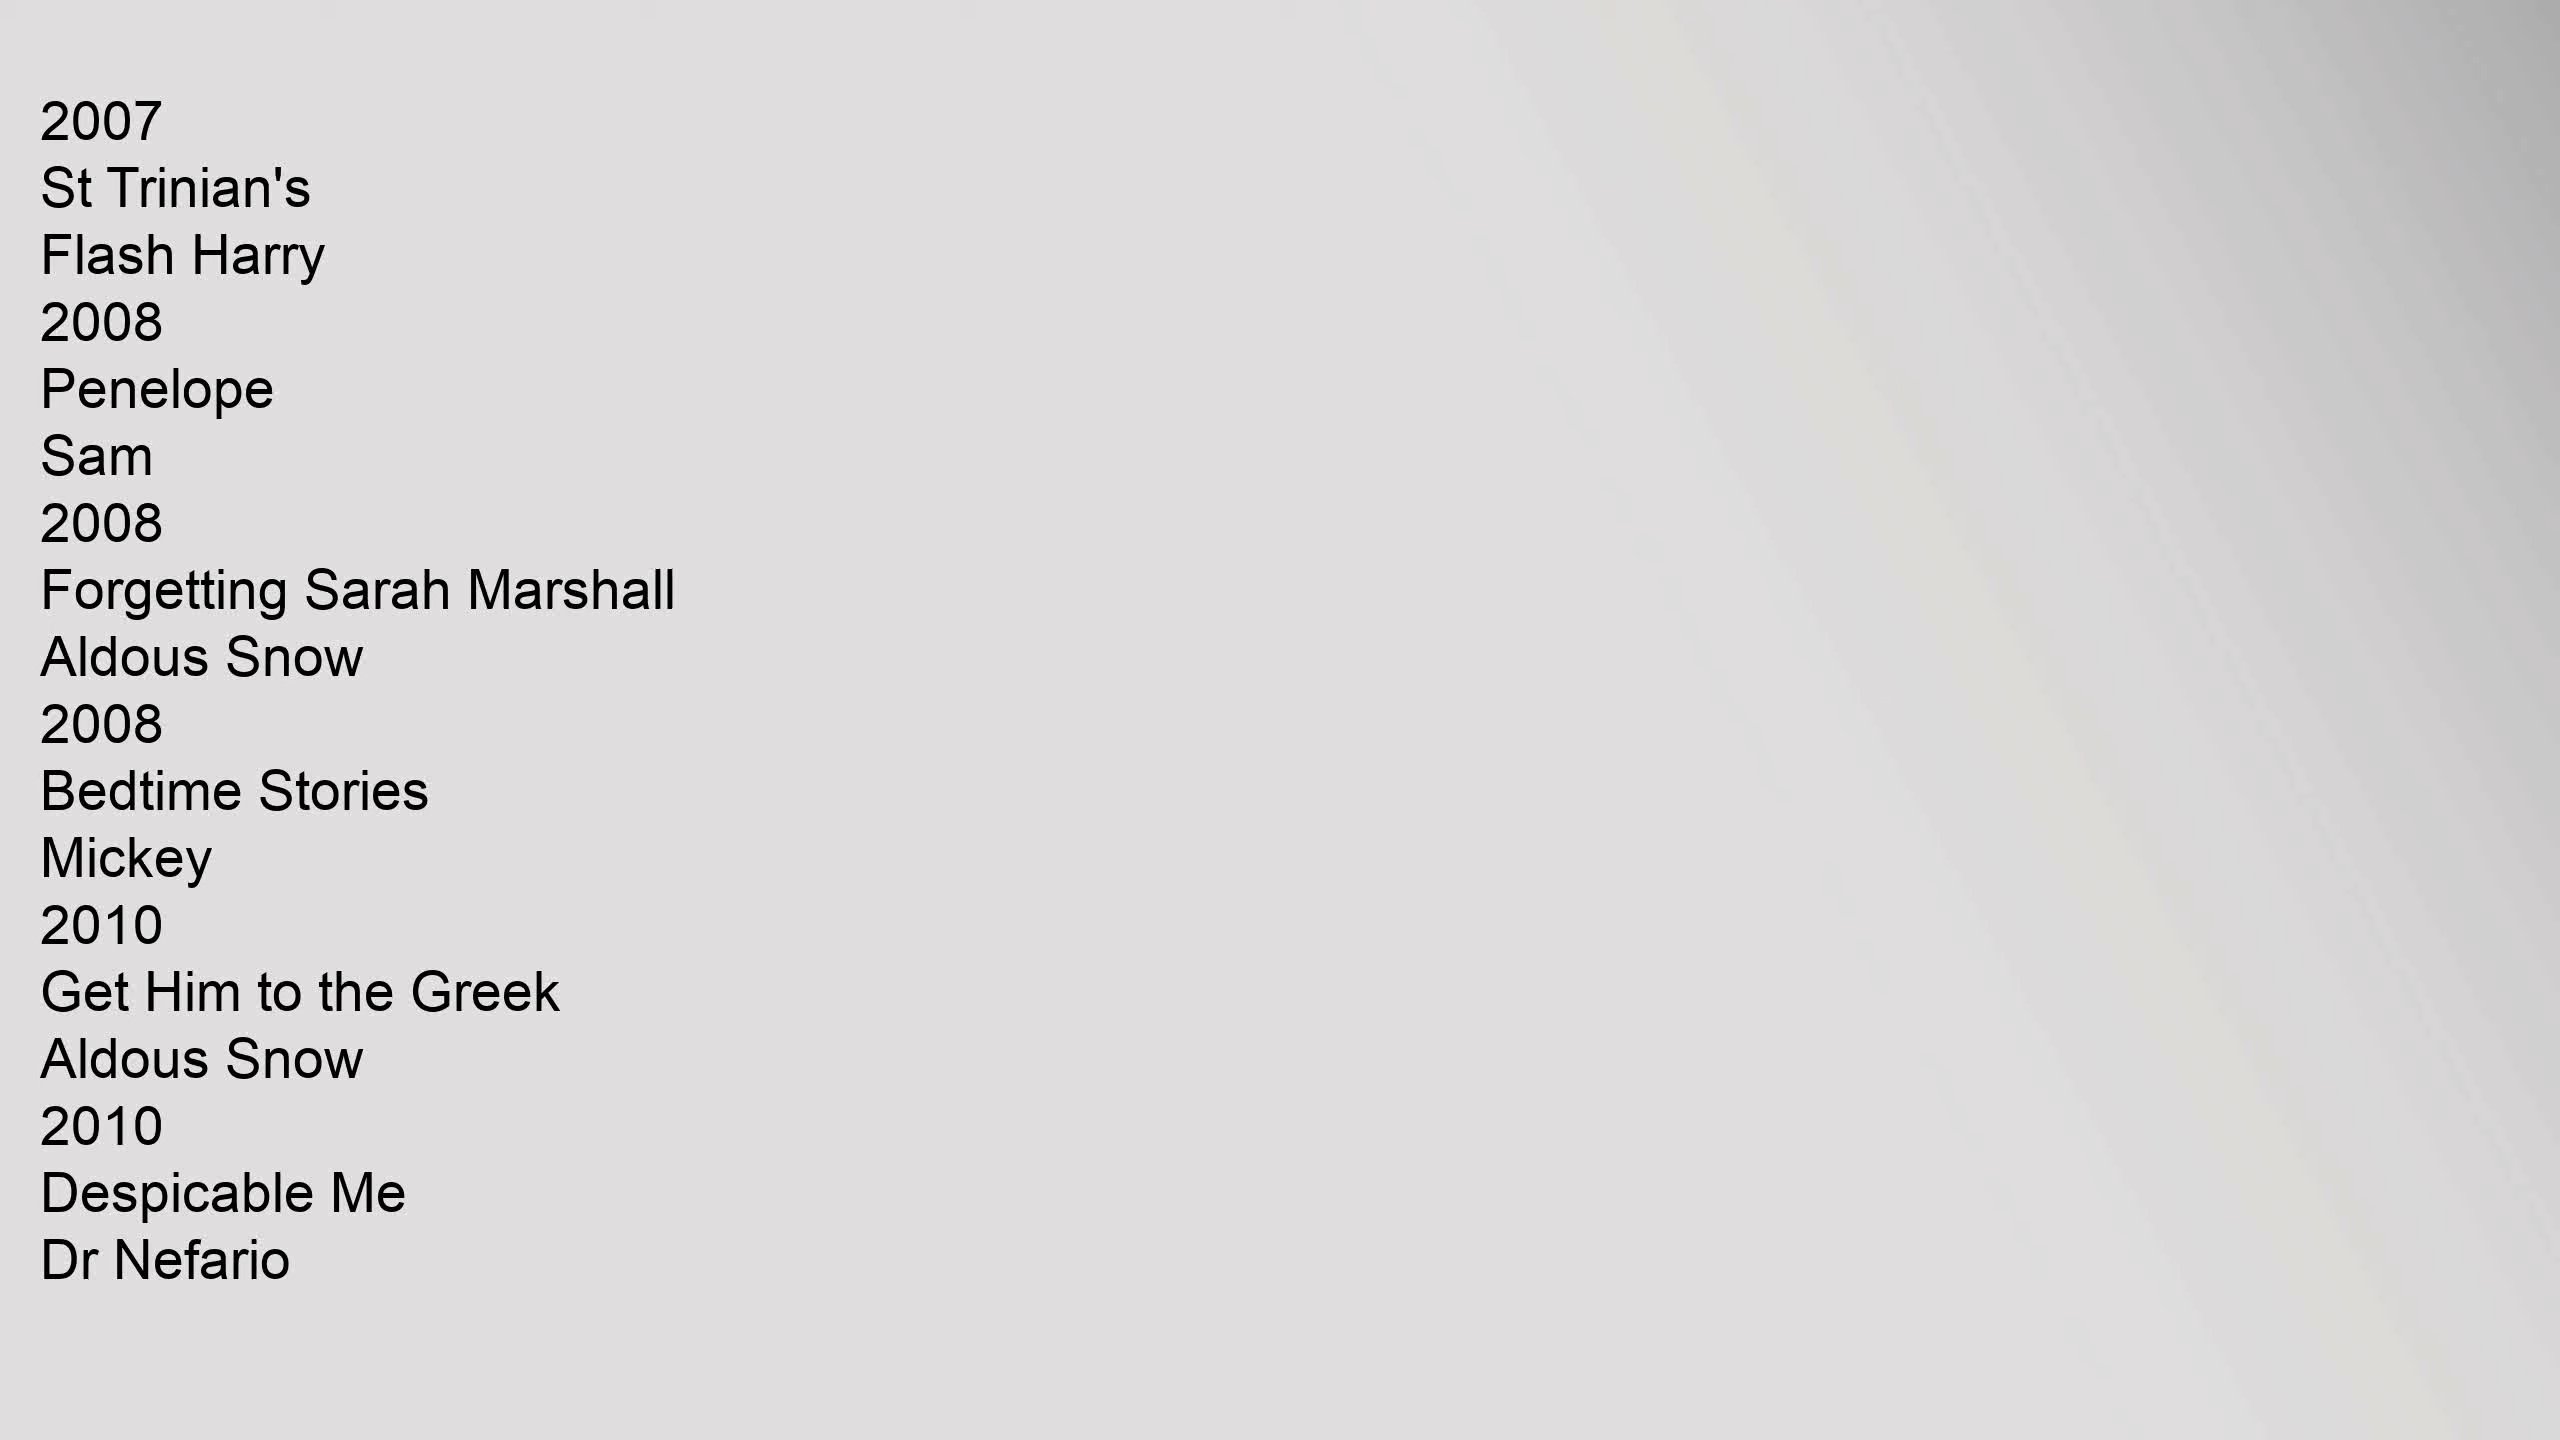 2007
St Trinian's
Flash Harry
2008
Penelope
Sam
2008
Forgetting Sarah Marshall
Aldous Snow
2008
Bedtime Stories
Mickey
2010
Get Him to the Greek
Aldous Snow
2010
Despicable Me
Dr Nefario